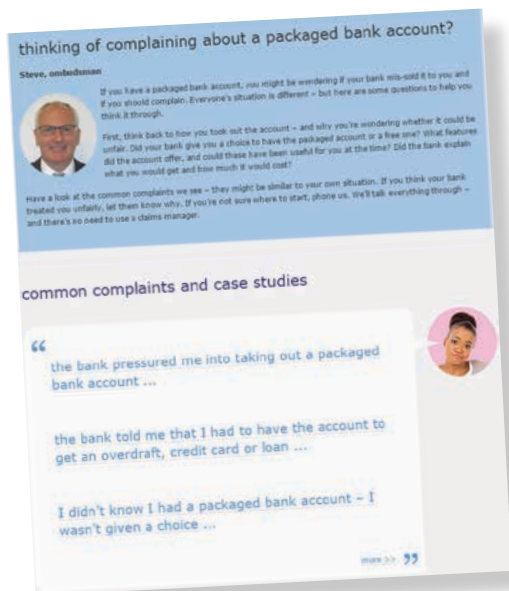 thinking of complaining about a packaged bank account?
Steve, ombudsman
If you have a packaged bank account, you might be wondering if your bank mis-sold it to you and
if you should complain. Everyone's situation is different – but here are some questions to help you
think it through.
First, think back to how you took out the account – and why you're wondering whether it could be
unfair. Did your bank give you a choice to have the packaged account or a free one? What features
did the account offer, and could these have been useful for you at the time? Did the bank explain
what you would get and how much it would cost?
Have a look at the common complaints we see – they might be similar to your own situation. If you think your bank
treated you unfairly, let them know why. If you're not sure where to start, phone us. We'll talk everything through –
and there's no need to use a claims manager.
common complaints and case studies
“
the bank pressured me into taking out a packaged
bank account ...
the bank told me that I had to have the account to
get an overdraft, credit card or loan ...
I didn't know I had a packaged bank account – I
wasn't given a choice ...
more >> ”